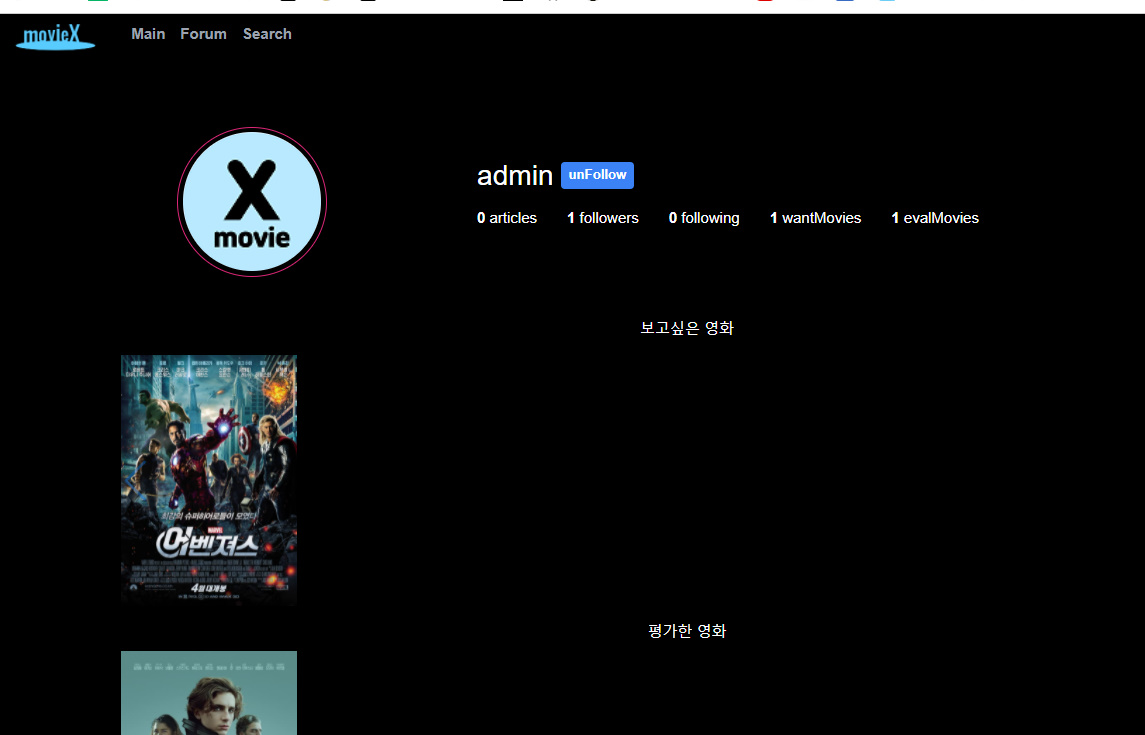 movieX Main Forum Search
X
movie
admin unFollow
0 articles 1 followers 0 following 1 wantMovies 1 evalMovies
보고싶은 영화
최강의 슈퍼히어로들이 모였다!
MARVEL
어벤져스
4월 대개봉
평가한 영화